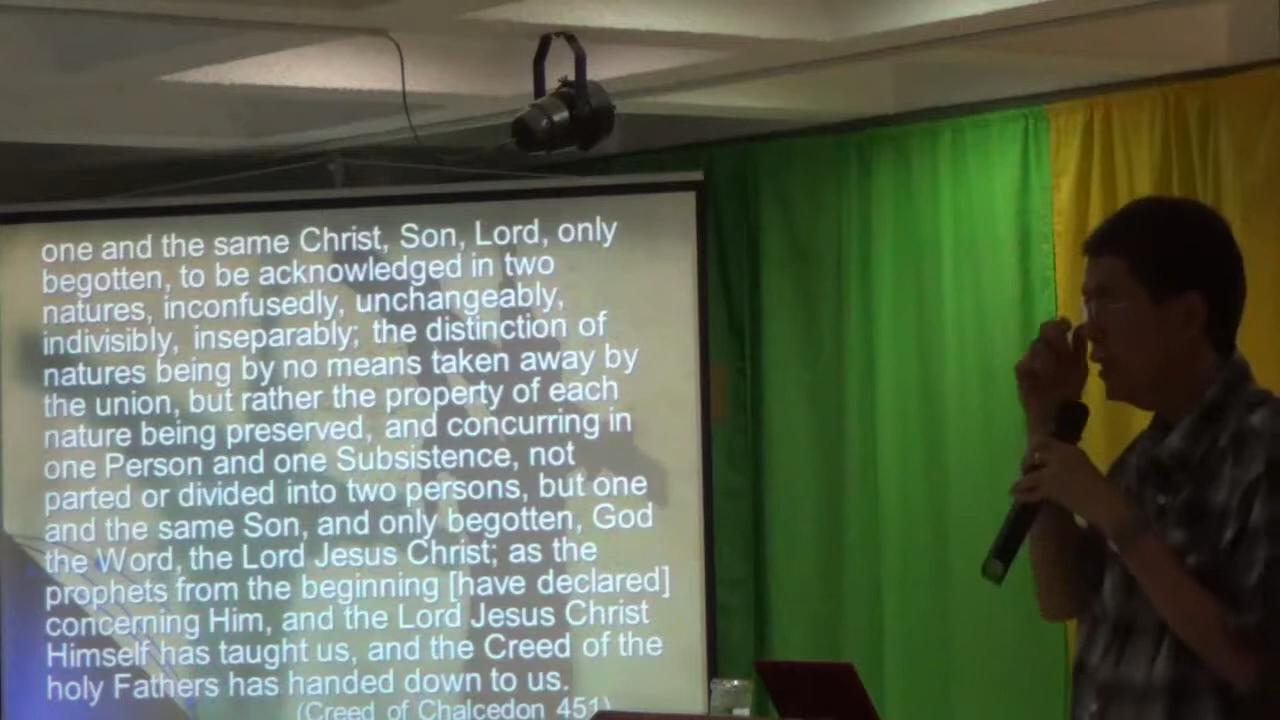 one and the same Christ, Son, Lord, only
begotten, to be acknowledged in two
natures, inconfusedly, unchangeably,
indivisibly, inseparably; the distinction of
natures being by no means taken away by
the union, but rather the property of each
nature being preserved, and concurring in
one Person and one Subsistence, not
parted or divided into two persons, but one
and the same Son, and only begotten, God
the Word, the Lord Jesus Christ; as the
prophets from the beginning [have declared]
concerning Him, and the Lord Jesus Christ
Himself has taught us, and the Creed of the
holy Fathers has handed down to us.
(Creed of Chalcedon 451)